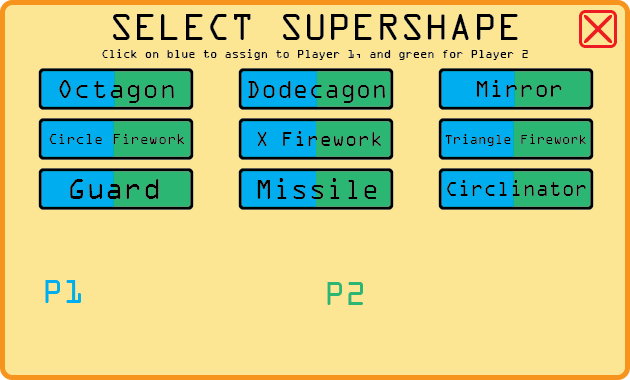 SELECT SUPERSHAPE
Click on blue to assign to Player 1, and green for Player 2
Octagon Dodecagon Mirror
Circle Firework X Firework Triangle Firework
Guard Missile Circlinator
P1 P2